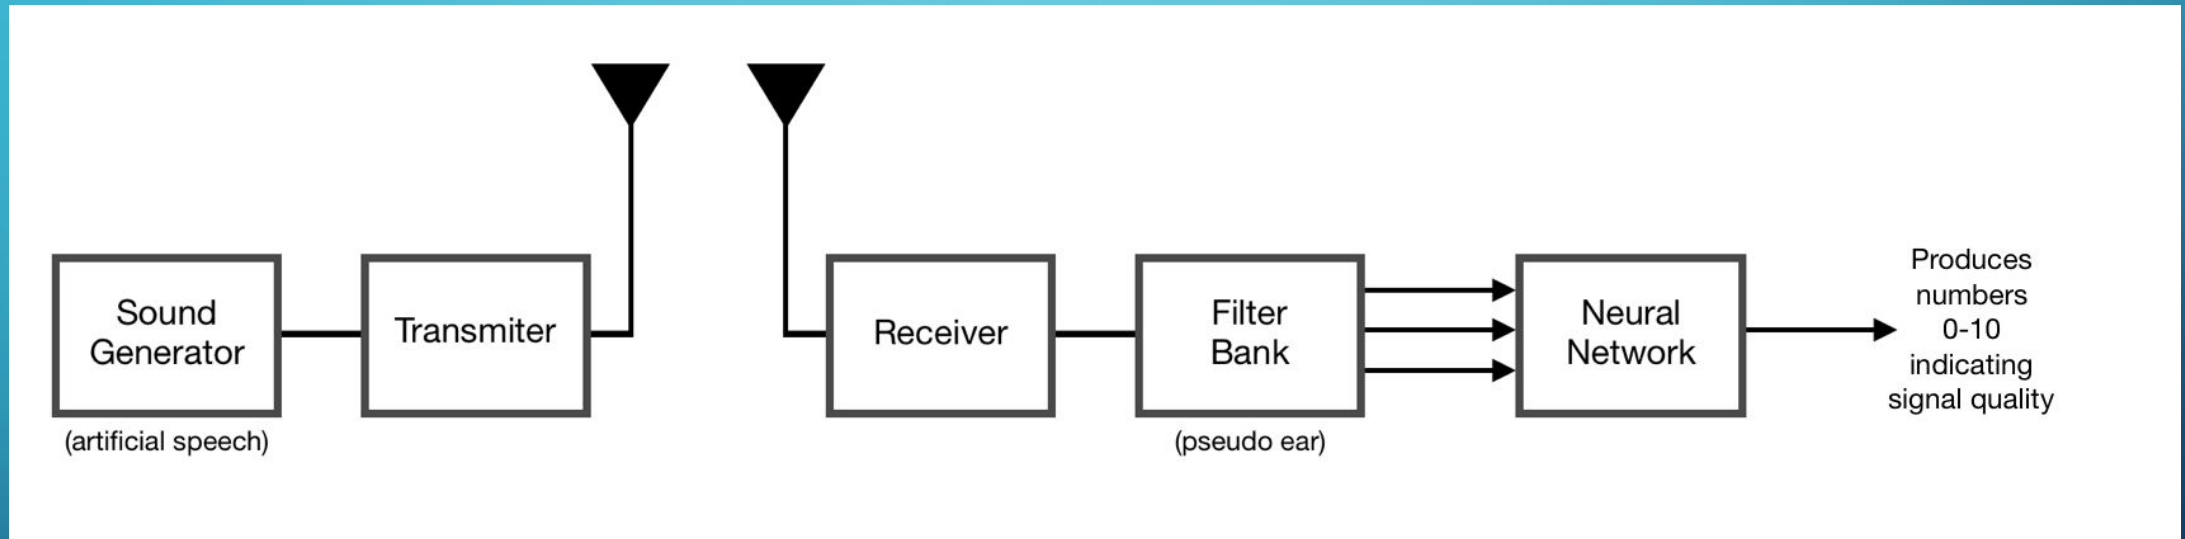 Sound
Generator
(artificial speech)
Transmiter
Receiver
Filter
Bank
(pseudo ear)
Neural
Network
Produces
numbers
0-10
indicating
signal quality